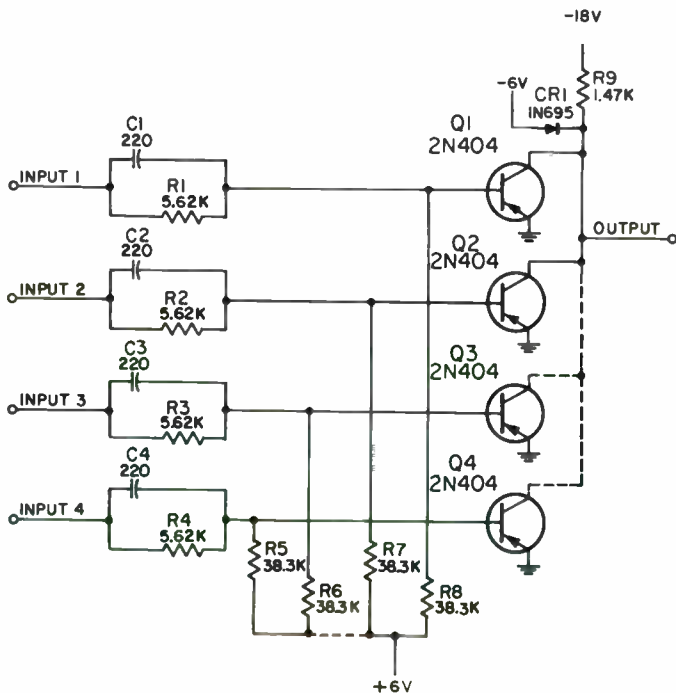 -18V
R9
1.47K
-6V
CR1
1N695
Q1
2N404
C1
220
INPUT 1
R1
5.62K
OUTPUT
C2
220
Q2
2N404
INPUT 2
R2
5.62K
C3
220
Q3
2N404
INPUT 3
R3
5.62K
C4
220
Q4
2N404
INPUT 4
R4
5.62K
R5
38.3K
R6
38.3K
R7
38.3K
R8
38.3K
+6V